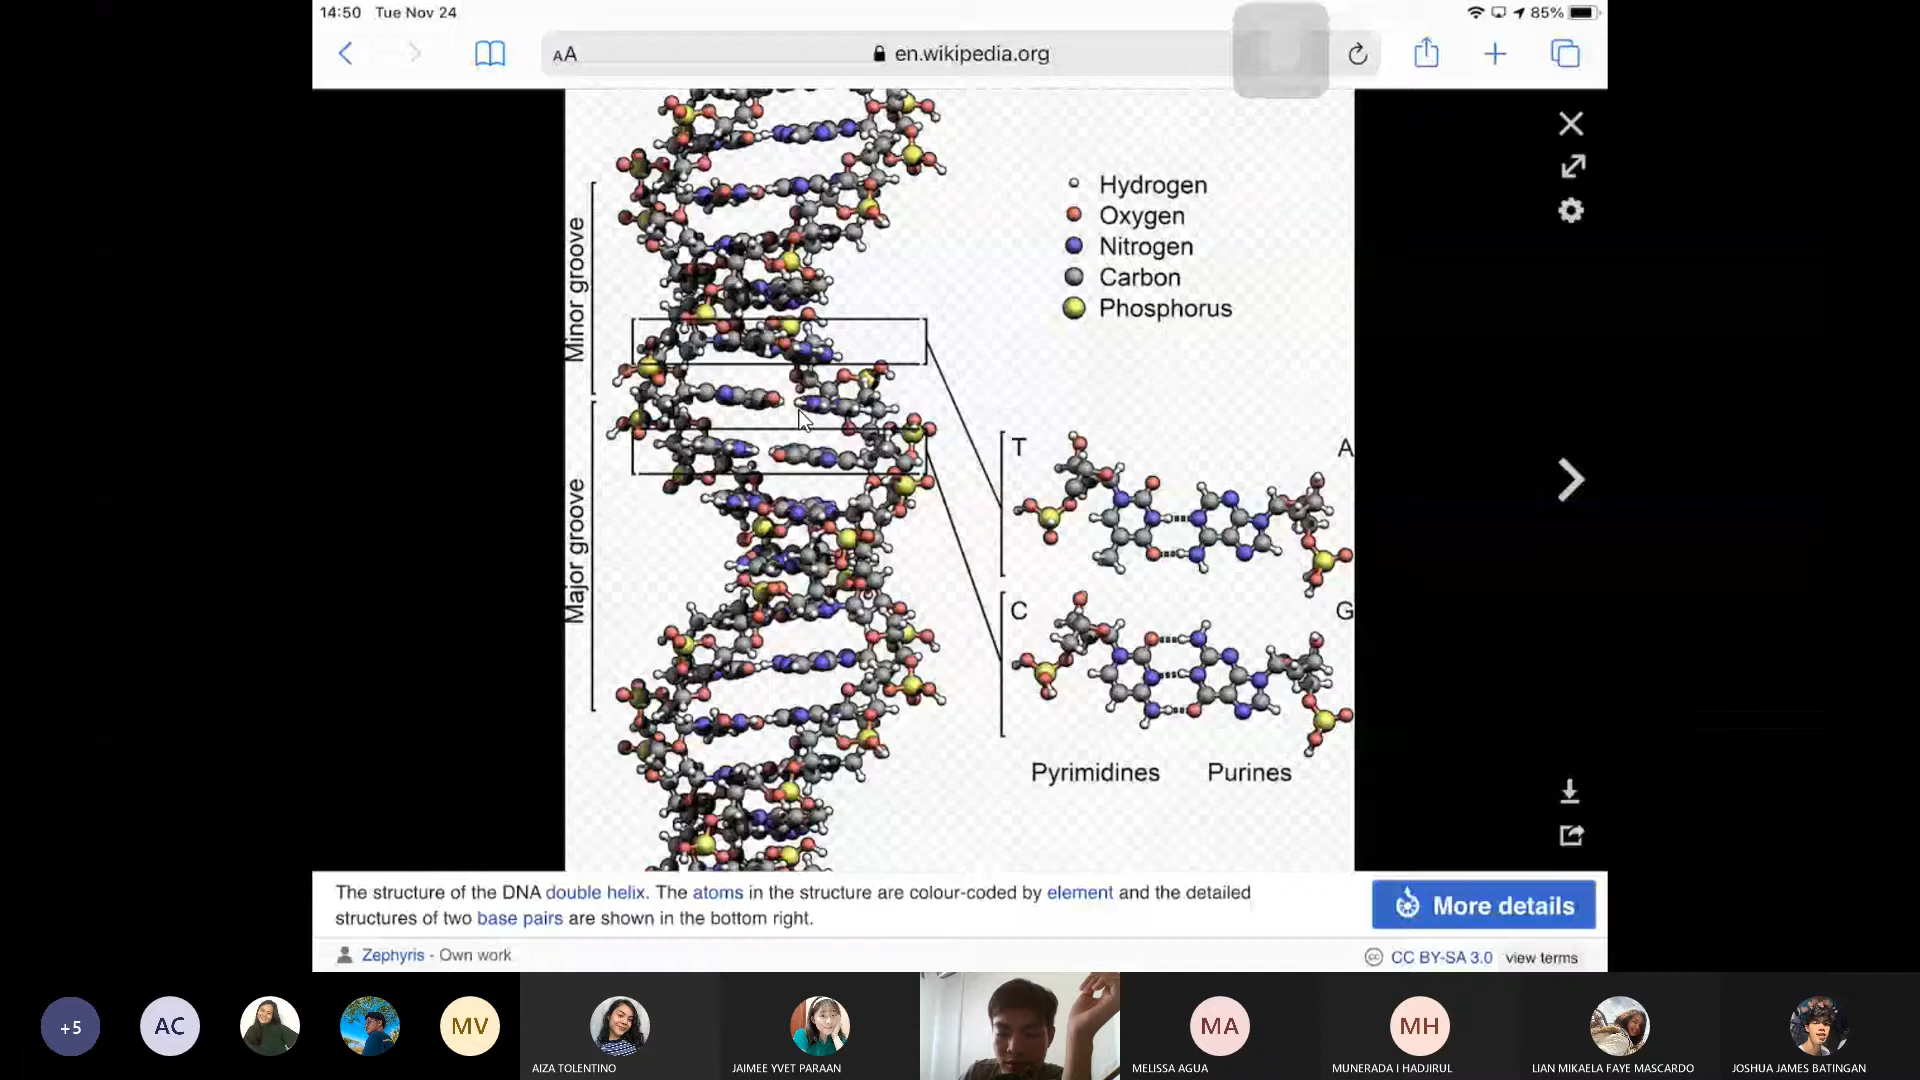 14:50 Tue Nov 24
85%
AA
en.wikipedia.org
Minor groove
Major groove
Hydrogen
Oxygen
Nitrogen
Carbon
Phosphorus
T A
C G
Pyrimidines Purines
The structure of the DNA double helix. The atoms in the structure are colour-coded by element and the detailed
structures of two base pairs are shown in the bottom right.
More details
Zephyris - Own work
cc CC BY-SA 3.0 view terms
+5
AC
MV
MA
MH
AIZA TOLENTINO
JAIMEE YVET PARAAN
MELISSA AGUA
MUNERADA I HADJIRUL
LIAN MIKAELA FAYE MASCARDO
JOSHUA JAMES BATINGAN